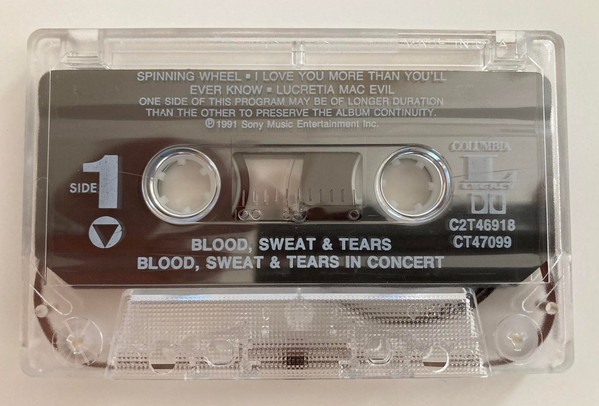 SPINNING WHEEL ▪ I LOVE YOU MORE THAN YOU'LL
EVER KNOW ▪ LUCRETIA MAC EVIL
ONE SIDE OF THIS PROGRAM MAY BE OF LONGER DURATION
THAN THE OTHER TO PRESERVE THE ALBUM CONTINUITY.
℗ 1991 Sony Music Entertainment Inc.
COLUMBIA
L
LEGACY
SIDE 1
C2T46918
CT47099
BLOOD, SWEAT & TEARS
BLOOD, SWEAT & TEARS IN CONCERT